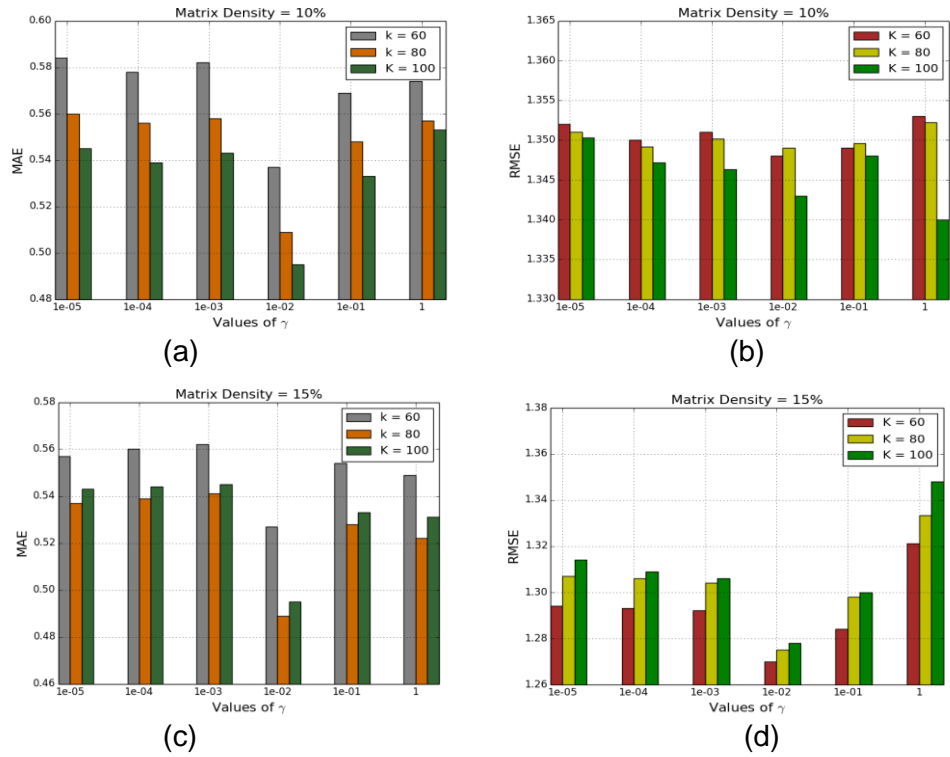 Matrix Density = 10%
k = 60
k = 80
K = 100
MAE
0.60
0.58
0.56
0.54
0.52
0.50
0.48
1e-05 1e-04 1e-03 1e-02 1e-01 1
Values of γ
(a)
Matrix Density = 10%
K = 60
K = 80
K = 100
RMSE
1.365
1.360
1.355
1.350
1.345
1.340
1.335
1.330
1e-05 1e-04 1e-03 1e-02 1e-01 1
Values of γ
(b)
Matrix Density = 15%
k = 60
k = 80
K = 100
MAE
0.58
0.56
0.54
0.52
0.50
0.48
0.46
1e-05 1e-04 1e-03 1e-02 1e-01 1
Values of γ
(c)
Matrix Density = 15%
K = 60
K = 80
K = 100
RMSE
1.38
1.36
1.34
1.32
1.30
1.28
1.26
1e-05 1e-04 1e-03 1e-02 1e-01 1
Values of γ
(d)